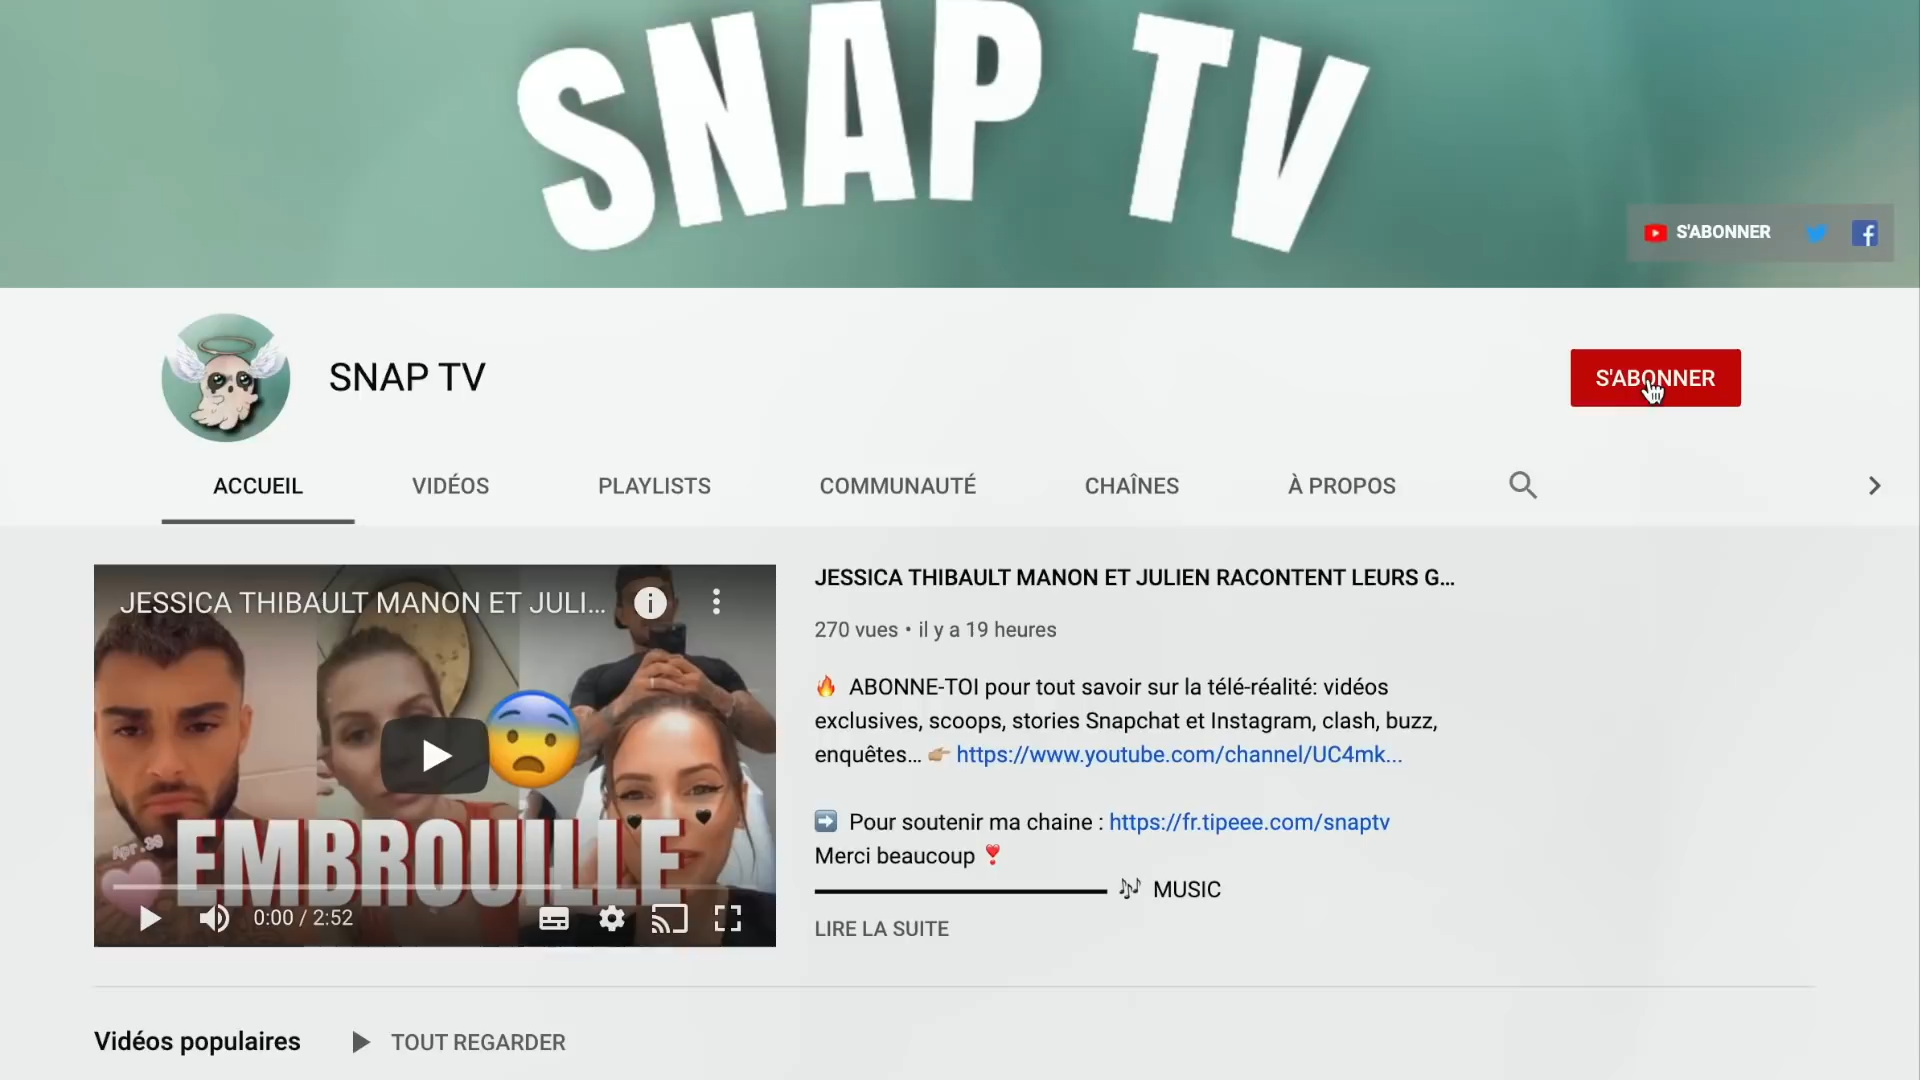 SNAP TV
S'ABONNER
SNAP TV
S'ABONNER
ACCUEIL
VIDÉOS
PLAYLISTS
COMMUNAUTÉ
CHAÎNES
À PROPOS
JESSICA THIBAULT MANON ET JULI...
Apr.30
EMBROUILLE
0:00 / 2:52
JESSICA THIBAULT MANON ET JULIEN RACONTENT LEURS G...
270 vues • il y a 19 heures
🔥 ABONNE-TOI pour tout savoir sur la télé-réalité: vidéos
exclusives, scoops, stories Snapchat et Instagram, clash, buzz,
enquêtes... 👉🏼 https://www.youtube.com/channel/UC4mk...
➡️ Pour soutenir ma chaine : https://fr.tipeee.com/snaptv
Merci beaucoup ❣️
🎶 MUSIC
LIRE LA SUITE
Vidéos populaires
TOUT REGARDER